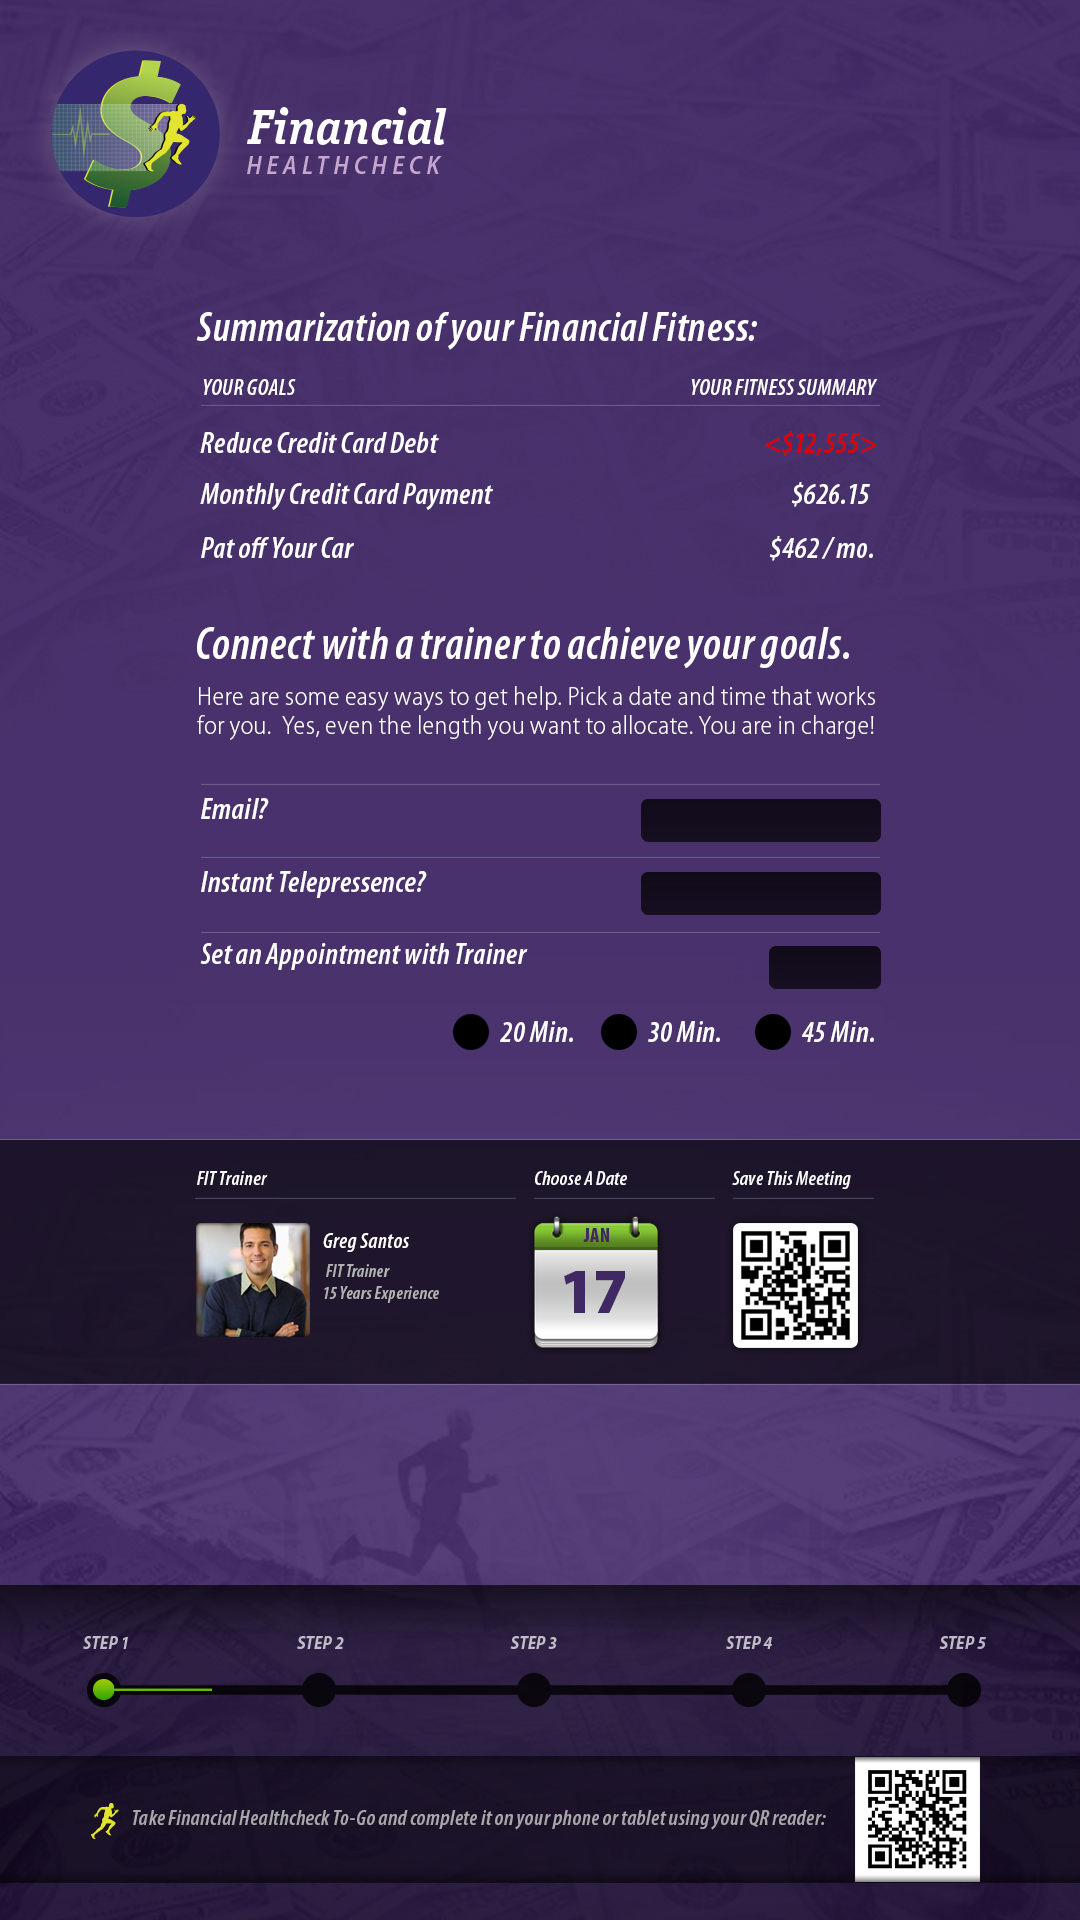 Financial
HEALTHCHECK
Summarization of your Financial Fitness:
YOUR GOALS YOUR FITNESS SUMMARY
Reduce Credit Card Debt <$12,555>
Monthly Credit Card Payment $626.15
Pat off Your Car $462 / mo.
Connect with a trainer to achieve your goals.
Here are some easy ways to get help. Pick a date and time that works
for you. Yes, even the length you want to allocate. You are in charge!
Email?
Instant Telepressence?
Set an Appointment with Trainer
20 Min. 30 Min. 45 Min.
FIT Trainer Choose A Date Save This Meeting
Greg Santos
FIT Trainer
15 Years Experience
JAN
17
STEP 1 STEP 2 STEP 3 STEP 4 STEP 5
Take Financial Healthcheck To-Go and complete it on your phone or tablet using your QR reader: